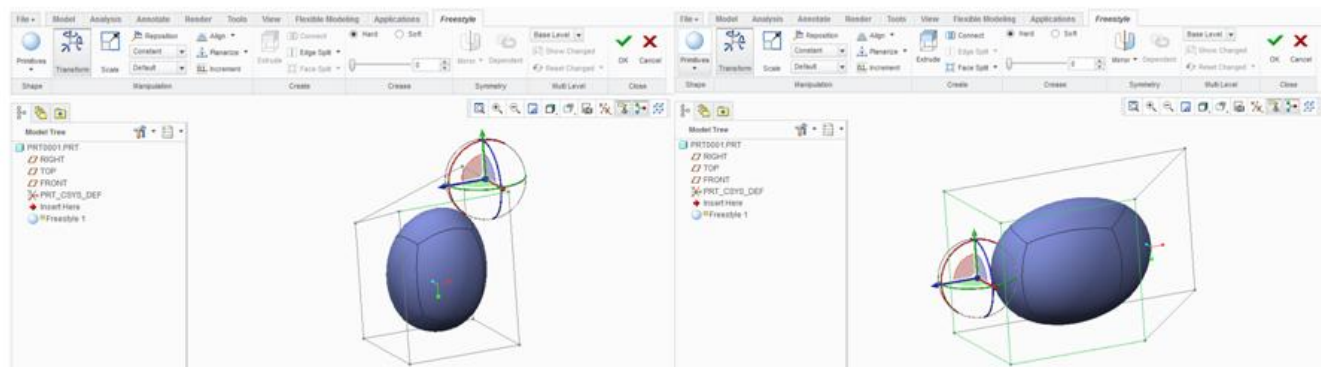 File Model Analysis Annotate Render Tools View Flexible Modeling Applications Freestyle
Reposition Align Connect Hard Soft Base Level
Constant Planarize Edge Split Show Changed
Primitives Transform Scale Default Increment Extrude Face Split 0 Mirror Dependent Reset Changed OK Cancel
Shape Manipulation Create Crease Symmetry Multi Level Close
Model Tree
PRT0001.PRT
RIGHT
TOP
FRONT
PRT_CSYS_DEF
Insert Here
Freestyle 1
File Model Analysis Annotate Render Tools View Flexible Modeling Applications Freestyle
Reposition Align Connect Hard Soft Base Level
Constant Planarize Edge Split Show Changed
Primitives Transform Scale Default Increment Extrude Face Split 0 Mirror Dependent Reset Changed OK Cancel
Shape Manipulation Create Crease Symmetry Multi Level Close
Model Tree
PRT0001.PRT
RIGHT
TOP
FRONT
PRT_CSYS_DEF
Insert Here
Freestyle 1